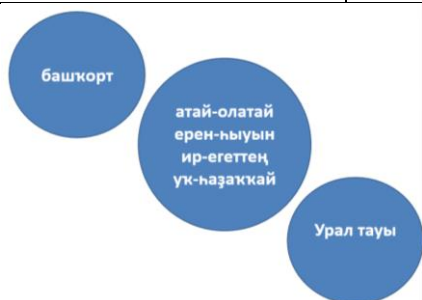 башҡорт
атай-олатай
ерен-һыуын
ир-егеттең
уҡ-һаҙаҡҡай
Урал тауы